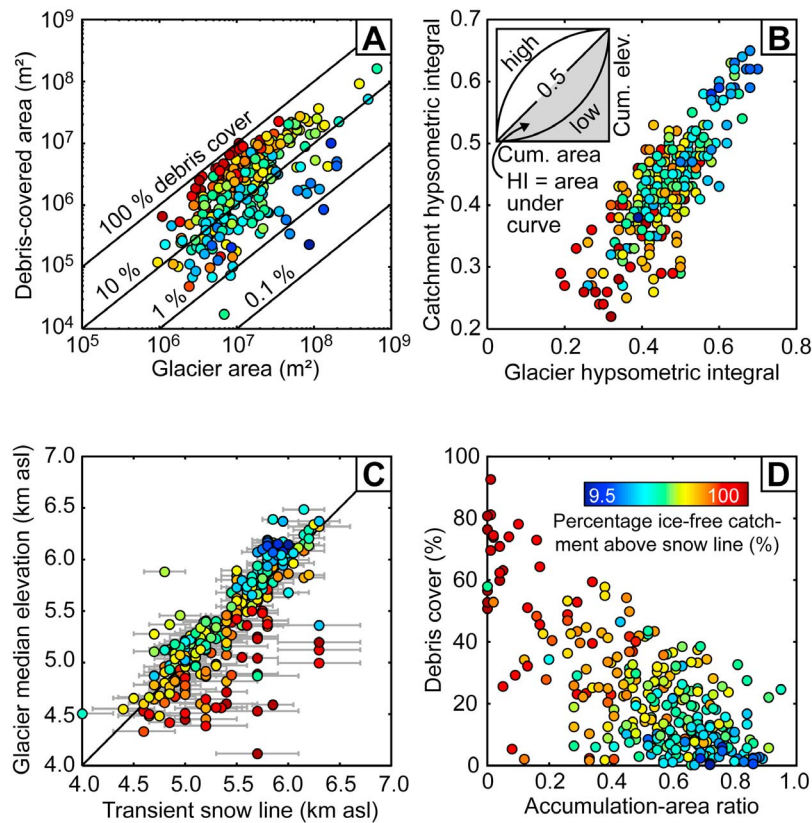 A
10⁹
10⁸
10⁷
10⁶
10⁵
10⁴
Debris-covered area (m²)
100 % debris cover
10 %
1 %
0.1 %
10⁵
10⁶
10⁷
10⁸
10⁹
Glacier area (m²)
B
0.7
0.6
0.5
0.4
0.3
0.2
Catchment hypsometric integral
high
0.5
low
Cum. elev.
Cum. area
HI = area
under
curve
0
0.2
0.4
0.6
0.8
Glacier hypsometric integral
C
7.0
6.5
6.0
5.5
5.0
4.5
4.0
Glacier median elevation (km asl)
4.0
4.5
5.0
5.5
6.0
6.5
7.0
Transient snow line (km asl)
D
100
80
60
40
20
0
Debris cover (%)
9.5
100
Percentage ice-free catch-
ment above snow line (%)
0
0.2
0.4
0.6
0.8
1.0
Accumulation-area ratio